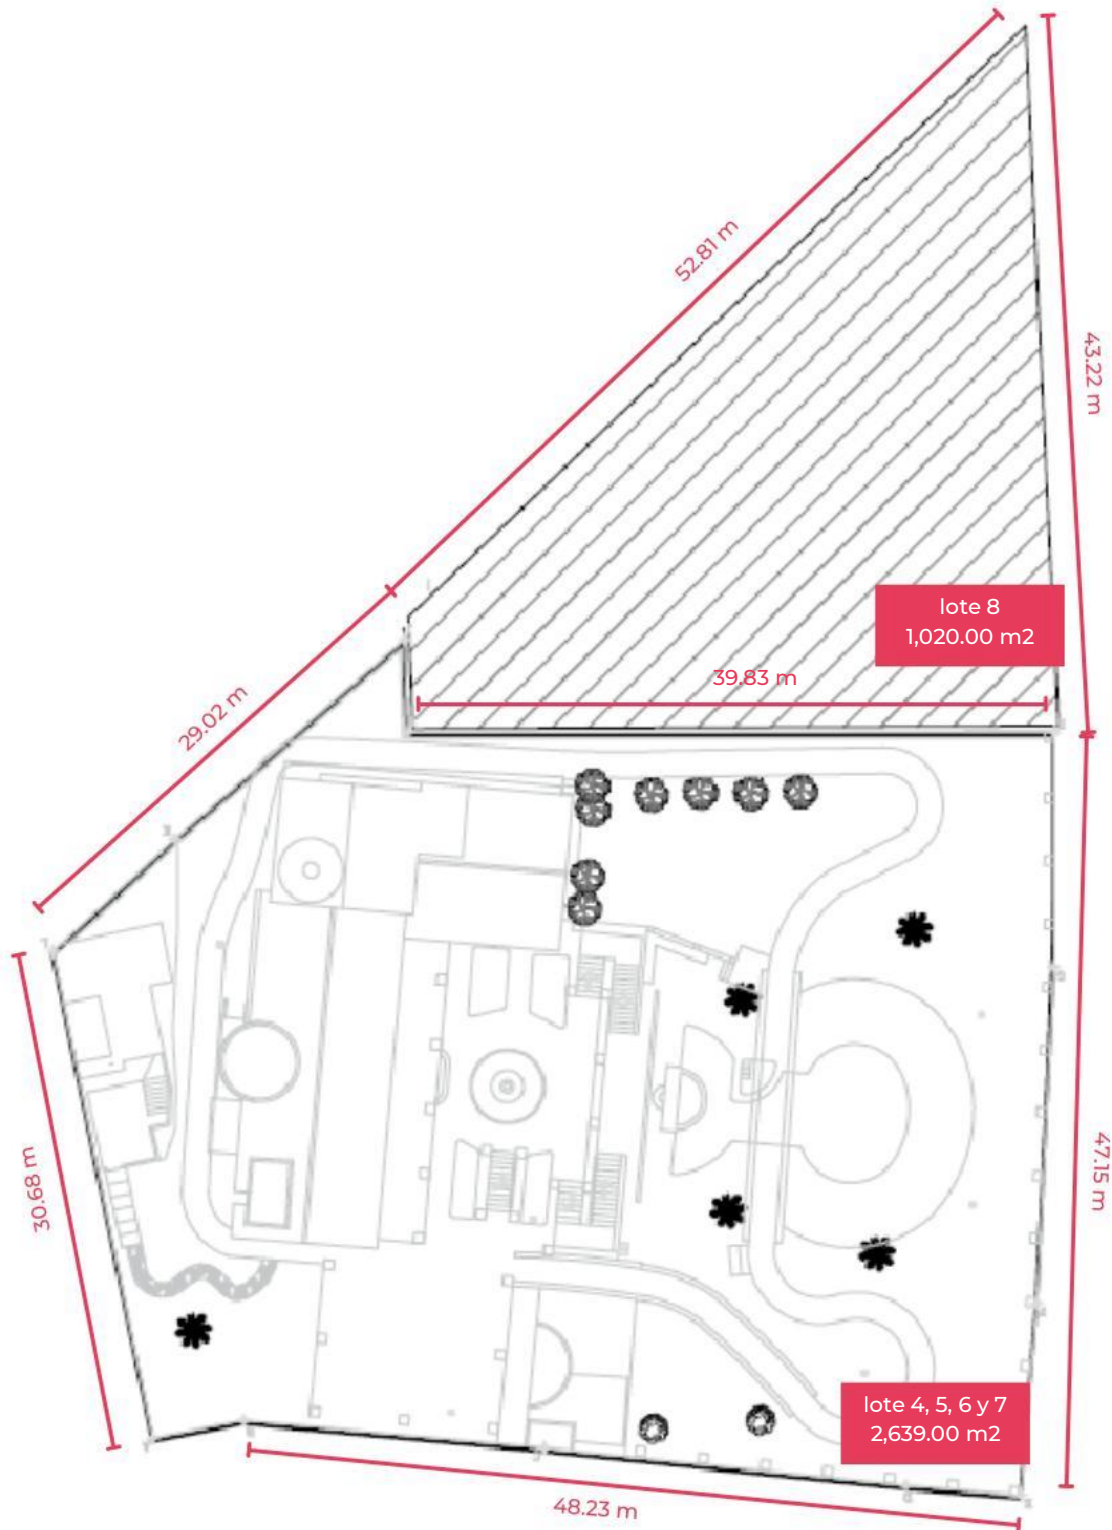 52.81 m
43.22 m
lote 8
1,020.00 m2
39.83 m
29.02 m
30.68 m
47.15 m
lote 4, 5, 6 y 7
2,639.00 m2
48.23 m